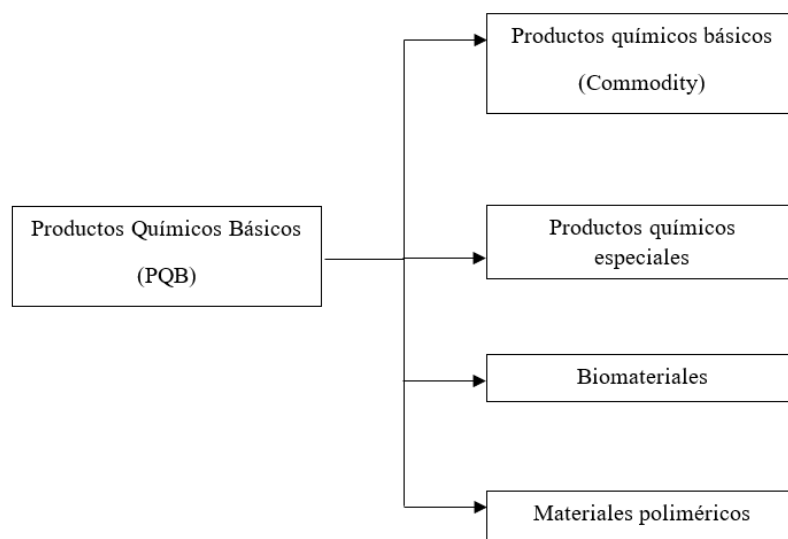 Productos químicos básicos
(Commodity)
Productos Químicos Básicos
(PQB)
Productos químicos
especiales
Biomateriales
Materiales poliméricos